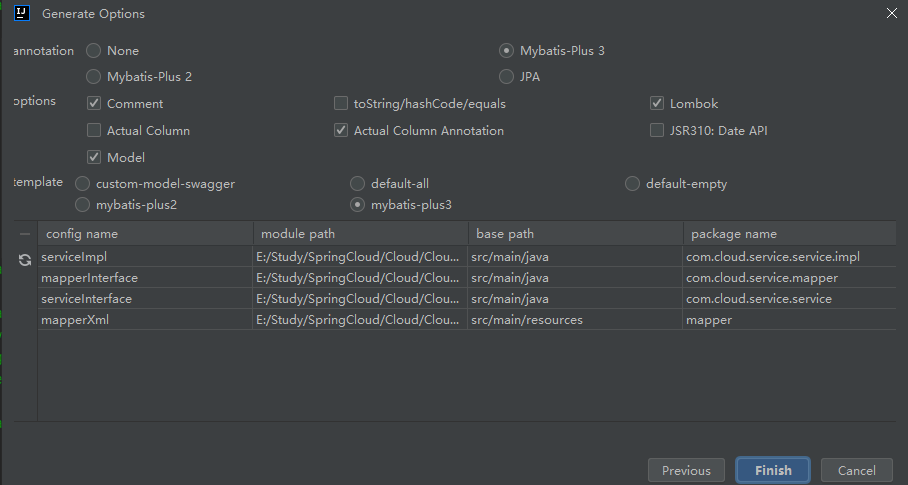 IJ Generate Options
annotation None Mybatis-Plus 3
Mybatis-Plus 2 JPA
options Comment toString/hashCode/equals Lombok
Actual Column Actual Column Annotation JSR310: Date API
Model
template custom-model-swagger default-all default-empty
mybatis-plus2 mybatis-plus3
config name module path base path package name
serviceImpl E:/Study/SpringCloud/Cloud/Clou... src/main/java com.cloud.service.service.impl
mapperInterface E:/Study/SpringCloud/Cloud/Clou... src/main/java com.cloud.service.mapper
serviceInterface E:/Study/SpringCloud/Cloud/Clou... src/main/java com.cloud.service.service
mapperXml E:/Study/SpringCloud/Cloud/Clou... src/main/resources mapper
Previous Finish Cancel